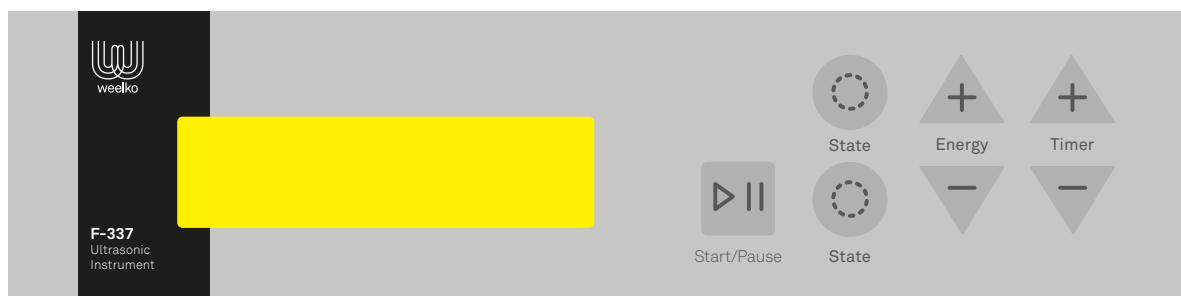 weelko
F-337
Ultrasonic
Instrument
Start/Pause
State
State
Energy
Timer